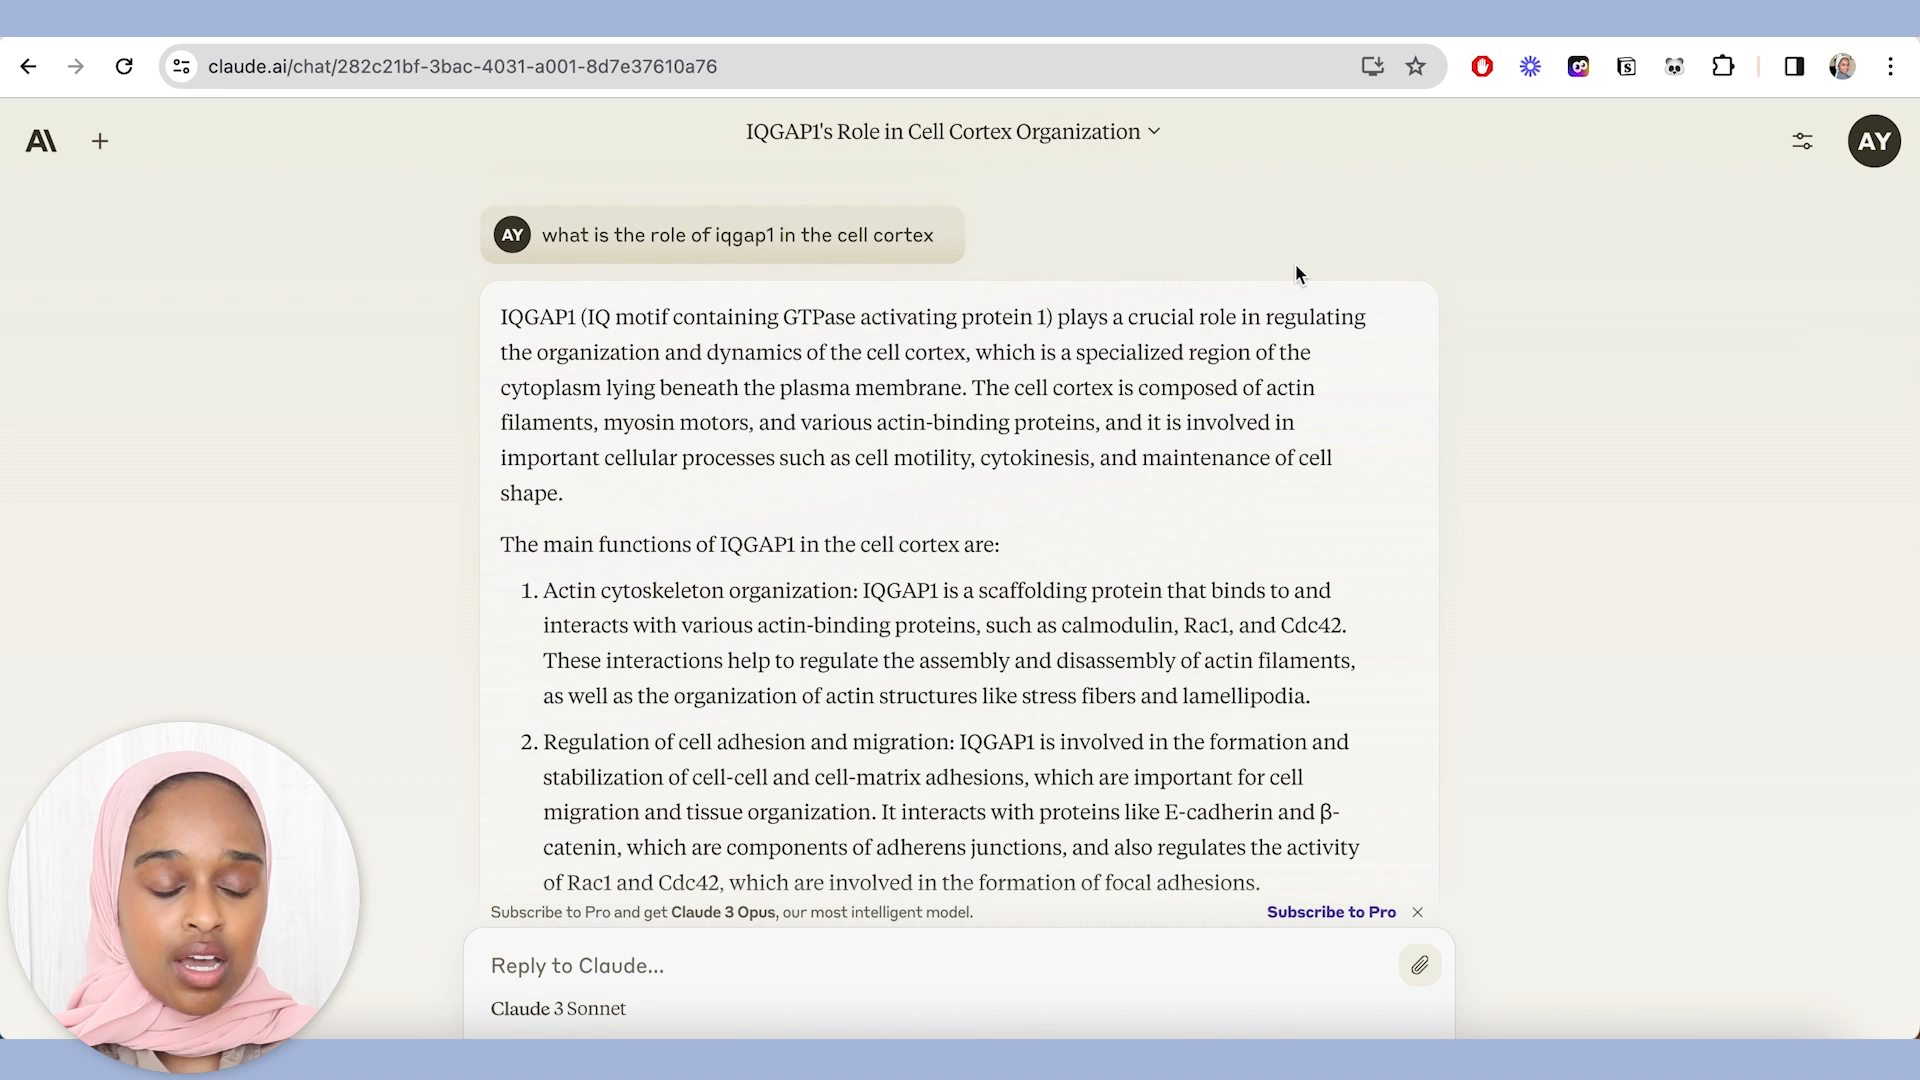 claude.ai/chat/282c21bf-3bac-4031-a001-8d7e37610a76
IQGAP1's Role in Cell Cortex Organization
AY
AY what is the role of iqgap1 in the cell cortex
IQGAP1 (IQ motif containing GTPase activating protein 1) plays a crucial role in regulating
the organization and dynamics of the cell cortex, which is a specialized region of the
cytoplasm lying beneath the plasma membrane. The cell cortex is composed of actin
filaments, myosin motors, and various actin-binding proteins, and it is involved in
important cellular processes such as cell motility, cytokinesis, and maintenance of cell
shape.
The main functions of IQGAP1 in the cell cortex are:
1. Actin cytoskeleton organization: IQGAP1 is a scaffolding protein that binds to and
interacts with various actin-binding proteins, such as calmodulin, Rac1, and Cdc42.
These interactions help to regulate the assembly and disassembly of actin filaments,
as well as the organization of actin structures like stress fibers and lamellipodia.
2. Regulation of cell adhesion and migration: IQGAP1 is involved in the formation and
stabilization of cell-cell and cell-matrix adhesions, which are important for cell
migration and tissue organization. It interacts with proteins like E-cadherin and β-
catenin, which are components of adherens junctions, and also regulates the activity
of Rac1 and Cdc42, which are involved in the formation of focal adhesions.
Subscribe to Pro and get Claude 3 Opus, our most intelligent model.
Subscribe to Pro
Reply to Claude...
Claude 3 Sonnet